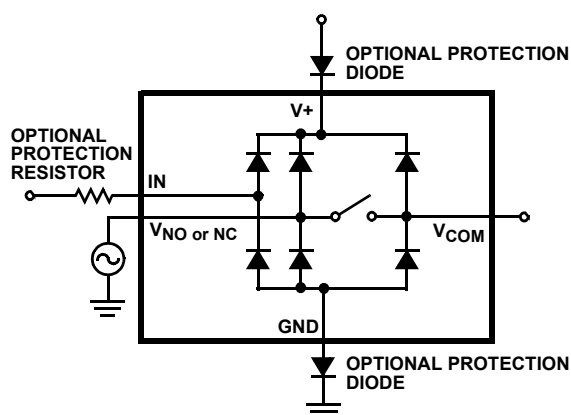 OPTIONAL PROTECTION
DIODE
V+
OPTIONAL
PROTECTION
RESISTOR
IN
VNO or NC
VCOM
GND
OPTIONAL PROTECTION
DIODE